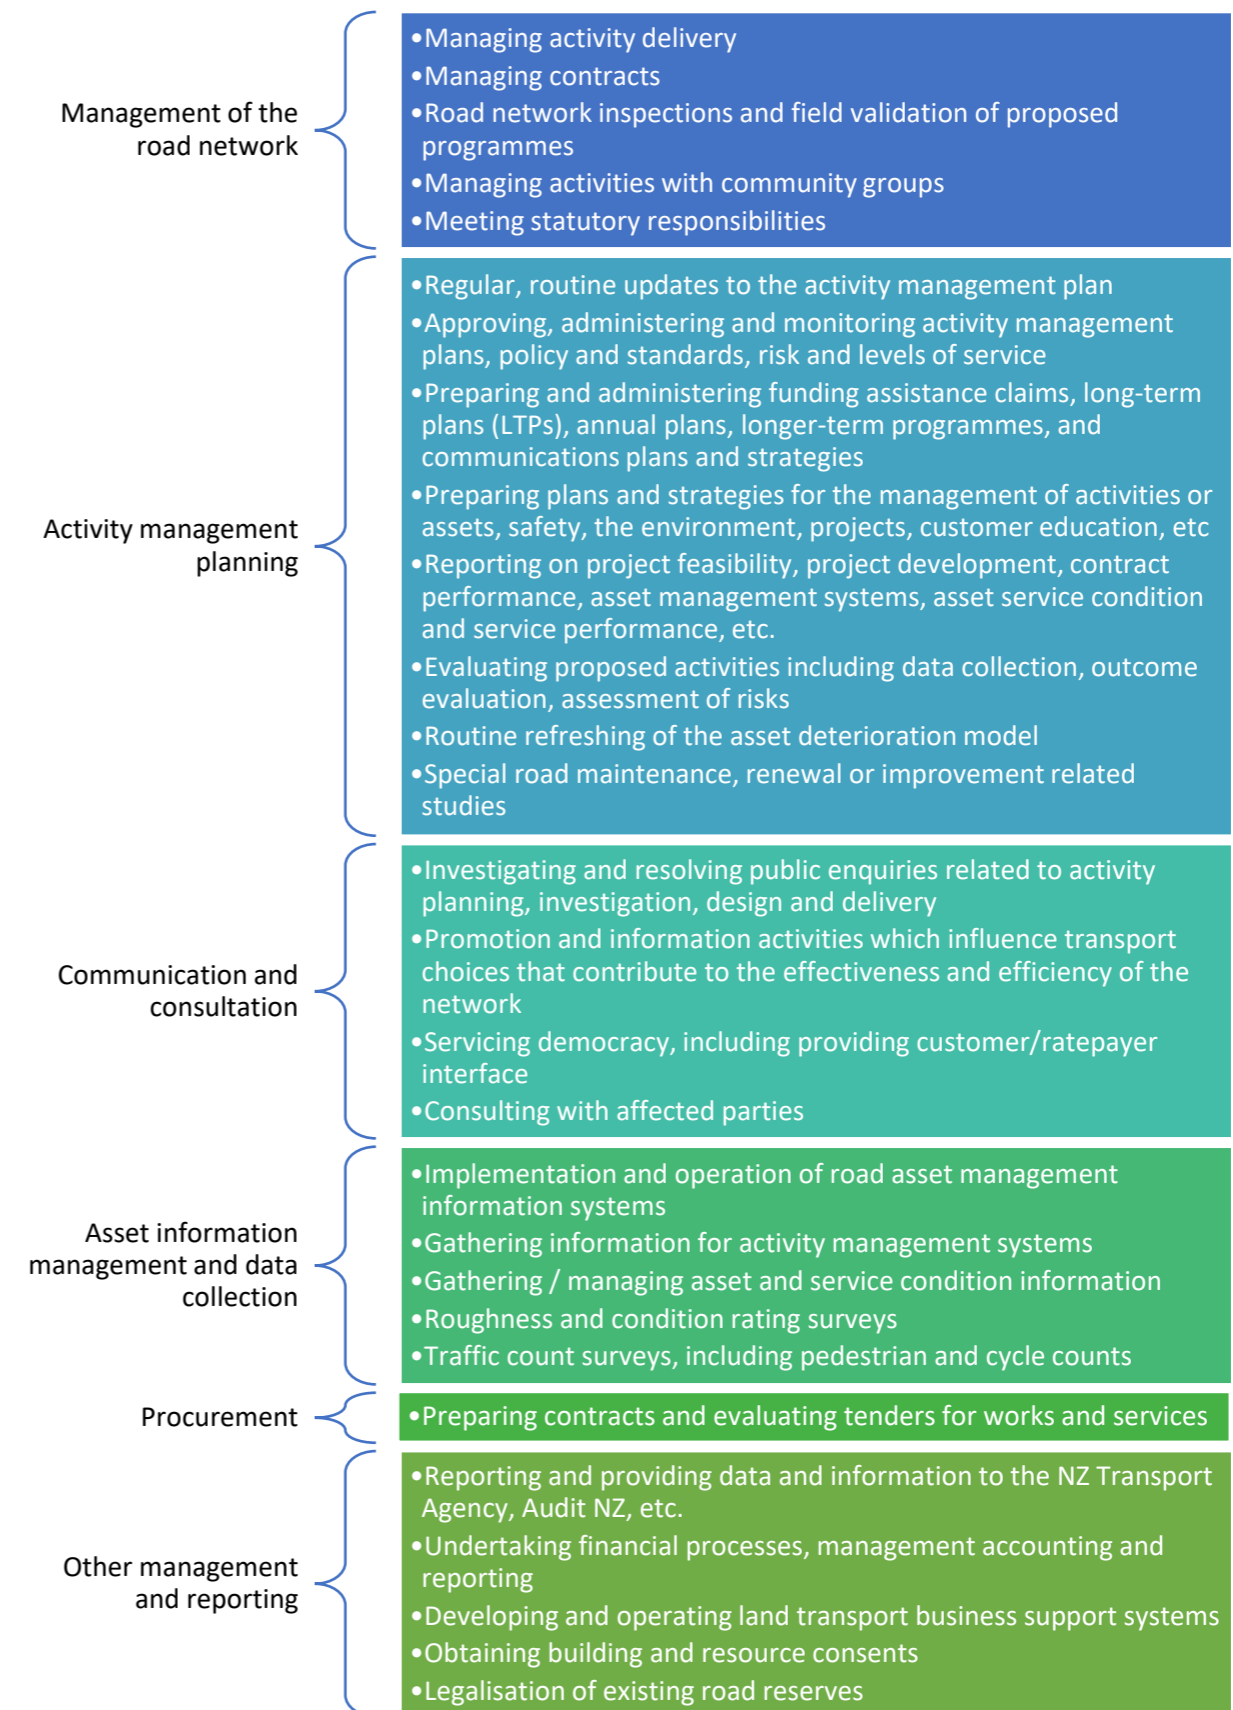 Management of the
road network
•Managing activity delivery
•Managing contracts
•Road network inspections and field validation of proposed
programmes
•Managing activities with community groups
•Meeting statutory responsibilities
Activity management
planning
•Regular, routine updates to the activity management plan
•Approving, administering and monitoring activity management
plans, policy and standards, risk and levels of service
•Preparing and administering funding assistance claims, long-term
plans (LTPs), annual plans, longer-term programmes, and
communications plans and strategies
•Preparing plans and strategies for the management of activities or
assets, safety, the environment, projects, customer education, etc
•Reporting on project feasibility, project development, contract
performance, asset management systems, asset service condition
and service performance, etc.
•Evaluating proposed activities including data collection, outcome
evaluation, assessment of risks
•Routine refreshing of the asset deterioration model
•Special road maintenance, renewal or improvement related
studies
Communication and
consultation
•Investigating and resolving public enquiries related to activity
planning, investigation, design and delivery
•Promotion and information activities which influence transport
choices that contribute to the effectiveness and efficiency of the
network
•Servicing democracy, including providing customer/ratepayer
interface
•Consulting with affected parties
Asset information
management and data
collection
•Implementation and operation of road asset management
information systems
•Gathering information for activity management systems
•Gathering / managing asset and service condition information
•Roughness and condition rating surveys
•Traffic count surveys, including pedestrian and cycle counts
Procurement
•Preparing contracts and evaluating tenders for works and services
Other management
and reporting
•Reporting and providing data and information to the NZ Transport
Agency, Audit NZ, etc.
•Undertaking financial processes, management accounting and
reporting
•Developing and operating land transport business support systems
•Obtaining building and resource consents
•Legalisation of existing road reserves